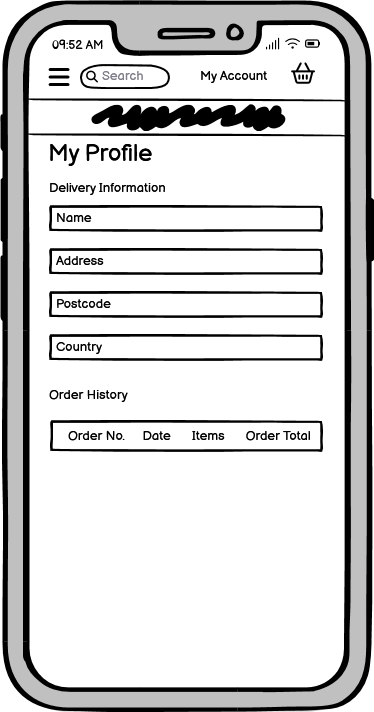 09:52 AM
Search My Account
My Profile
Delivery Information
Name
Address
Postcode
Country
Order History
Order No. Date Items Order Total